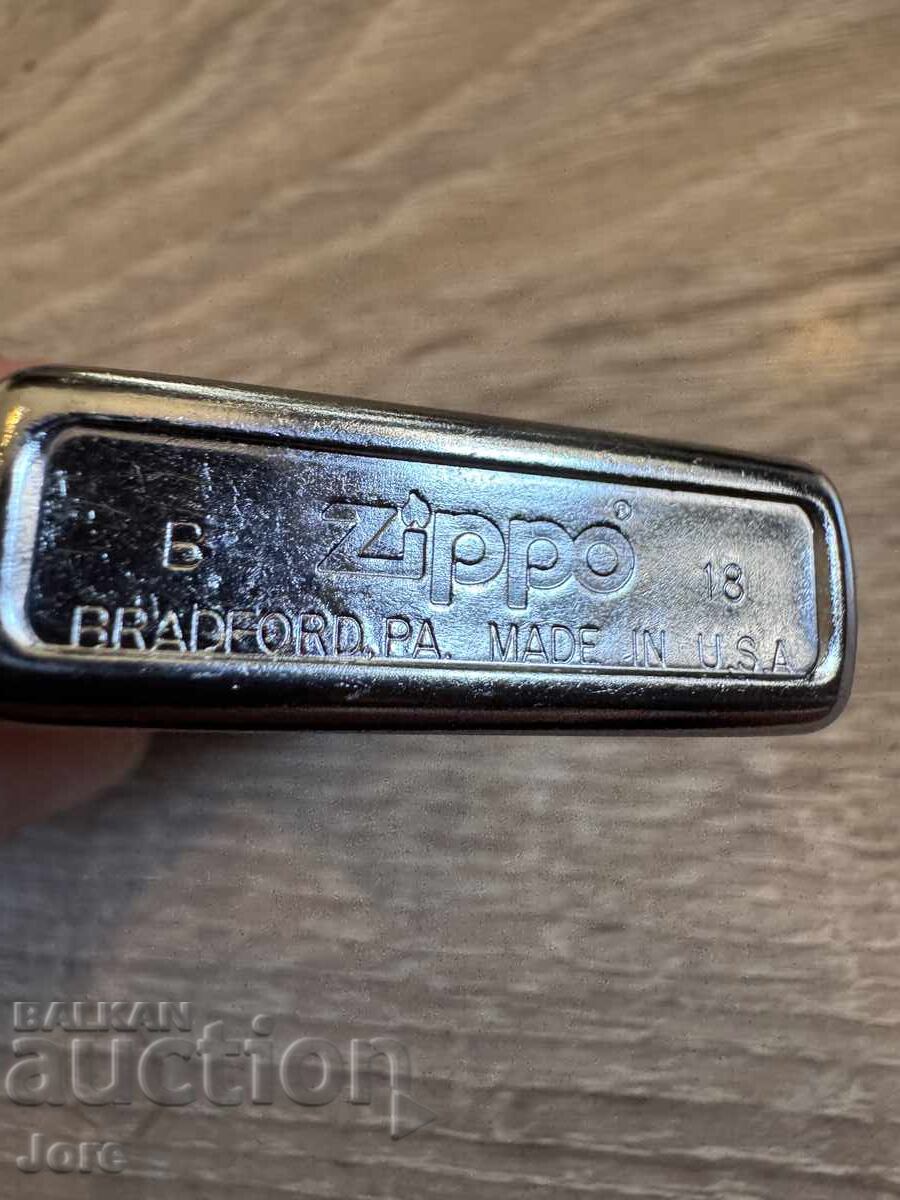 B Zippo® 18
BRADFORD, PA. MADE IN U.S.A
BALKAN
auction
Jore